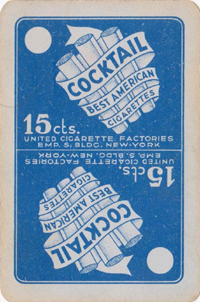 COCKTAIL
BEST AMERICAN
CIGARETTES
15cts.
UNITED CIGARETTE FACTORIES
EMP. S. BLDG. NEW-YORK
EMP. S. BLDG. NEW-YORK
UNITED CIGARETTE FACTORIES
15cts.
CIGARETTES
BEST AMERICAN
COCKTAIL